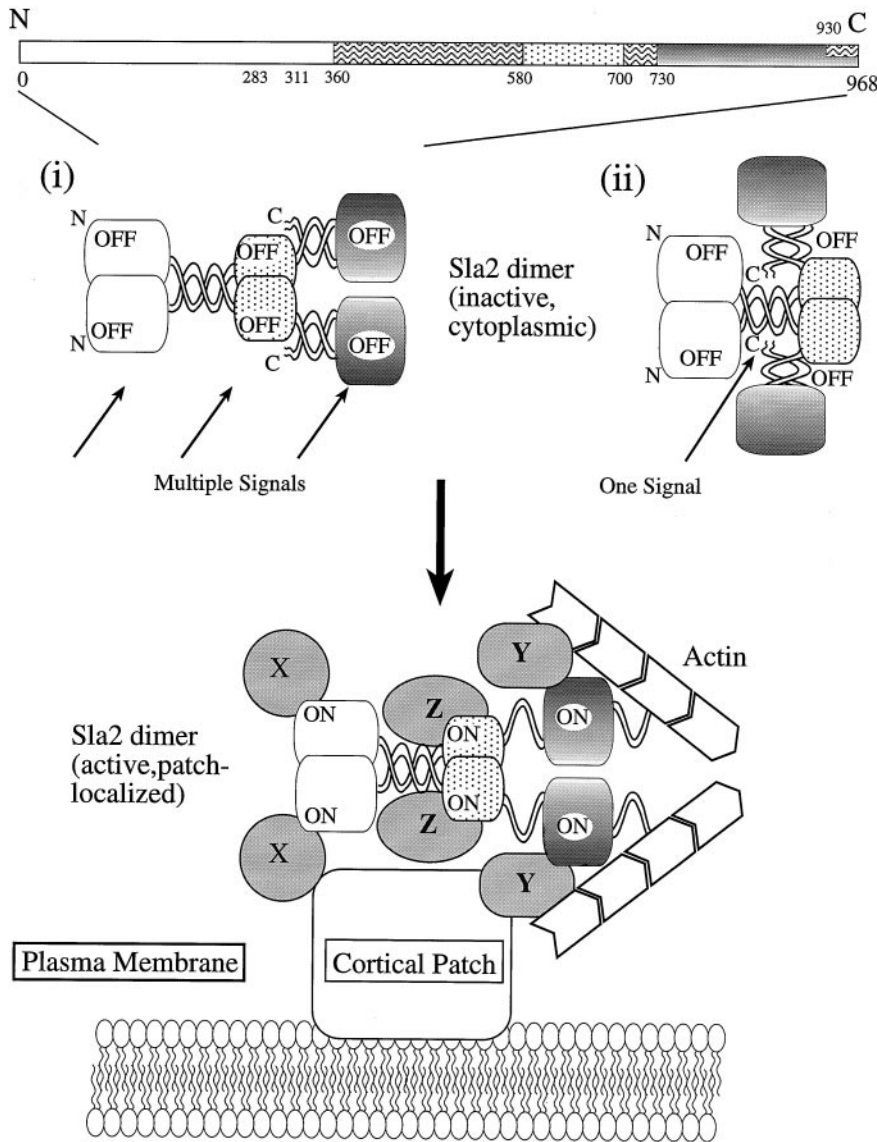 N
C
930
0
283
311
360
580
700
730
968
(i)
(ii)
N
OFF
OFF
N
OFF
OFF
C
C
OFF
OFF
Sla2 dimer
(inactive,
cytoplasmic)
N
OFF
OFF
N
C
C
OFF
OFF
Multiple Signals
One Signal
X
Y
Actin
Z
ON
ON
ON
Sla2 dimer
(active,patch-
localized)
ON
ON
ON
Z
X
Y
Plasma Membrane
Cortical Patch